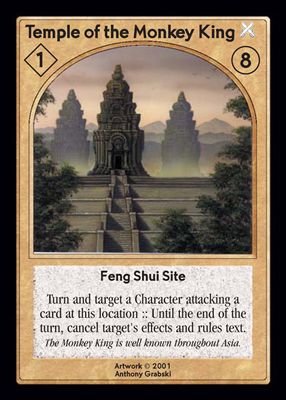 Temple of the Monkey King
1
8
Feng Shui Site
Turn and target a Character attacking a
card at this location :: Until the end of the
turn, cancel target's effects and rules text.
The Monkey King is well known throughout Asia.
Artwork © 2001
Anthony Grabski